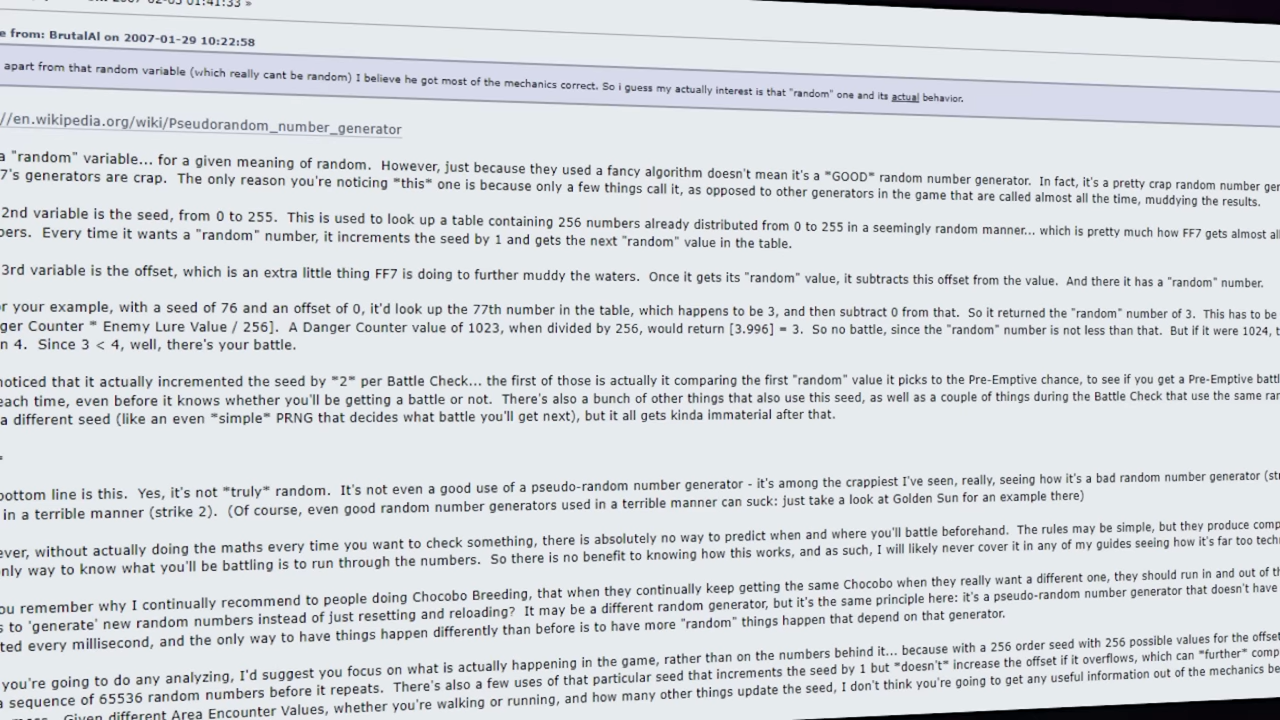 2007-02-03 01:41:33 »
e from: BrutalAl on 2007-01-29 10:22:58
apart from that random variable (which really cant be random) I believe he got most of the mechanics correct. So i guess my actually interest is that "random" one and its actual behavior.
//en.wikipedia.org/wiki/Pseudorandom_number_generator
a "random" variable... for a given meaning of random. However, just because they used a fancy algorithm doesn't mean it's a *GOOD* random number generator. In fact, it's a pretty crap random number ger
7's generators are crap. The only reason you're noticing *this* one is because only a few things call it, as opposed to other generators in the game that are called almost all the time, muddying the results.
2nd variable is the seed, from 0 to 255. This is used to look up a table containing 256 numbers already distributed from 0 to 255 in a seemingly random manner... which is pretty much how FF7 gets almost all
bers. Every time it wants a "random" number, it increments the seed by 1 and gets the next "random" value in the table.
3rd variable is the offset, which is an extra little thing FF7 is doing to further muddy the waters. Once it gets its "random" value, it subtracts this offset from the value. And there it has a "random" number.
or your example, with a seed of 76 and an offset of 0, it'd look up the 77th number in the table, which happens to be 3, and then subtract 0 from that. So it returned the "random" number of 3. This has to be
ger Counter * Enemy Lure Value / 256]. A Danger Counter value of 1023, when divided by 256, would return [3.996] = 3. So no battle, since the "random" number is not less than that. But if it were 1024, t
n 4. Since 3 < 4, well, there's your battle.
noticed that it actually incremented the seed by *2* per Battle Check... the first of those is actually it comparing the first "random" value it picks to the Pre-Emptive chance, to see if you get a Pre-Emptive battl
each time, even before it knows whether you'll be getting a battle or not. There's also a bunch of other things that also use this seed, as well as a couple of things during the Battle Check that use the same rar
a different seed (like an even *simple* PRNG that decides what battle you'll get next), but it all gets kinda immaterial after that.
bottom line is this. Yes, it's not *truly* random. It's not even a good use of a pseudo-random number generator - it's among the crappiest I've seen, really, seeing how it's a bad random number generator (str
in a terrible manner (strike 2). (Of course, even good random number generators used in a terrible manner can suck: just take a look at Golden Sun for an example there)
ever, without actually doing the maths every time you want to check something, there is absolutely no way to predict when and where you'll battle beforehand. The rules may be simple, but they produce comp
only way to know what you'll be battling is to run through the numbers. So there is no benefit to knowing how this works, and as such, I will likely never cover it in any of my guides seeing how it's far too techr
ou remember why I continually recommend to people doing Chocobo Breeding, that when they continually keep getting the same Chocobo when they really want a different one, they should run in and out of th
s to 'generate' new random numbers instead of just resetting and reloading? It may be a different random generator, but it's the same principle here: it's a pseudo-random number generator that doesn't have
ted every millisecond, and the only way to have things happen differently than before is to have more "random" things happen that depend on that generator.
you're going to do any analyzing, I'd suggest you focus on what is actually happening in the game, rather than on the numbers behind it... because with a 256 order seed with 256 possible values for the offset
a sequence of 65536 random numbers before it repeats. There's also a few uses of that particular seed that increments the seed by 1 but *doesn't* increase the offset if it overflows, which can *further* comp
Given different Area Encounter Values, whether you're walking or running, and how many other things update the seed, I don't think you're going to get any useful information out of the mechanics be